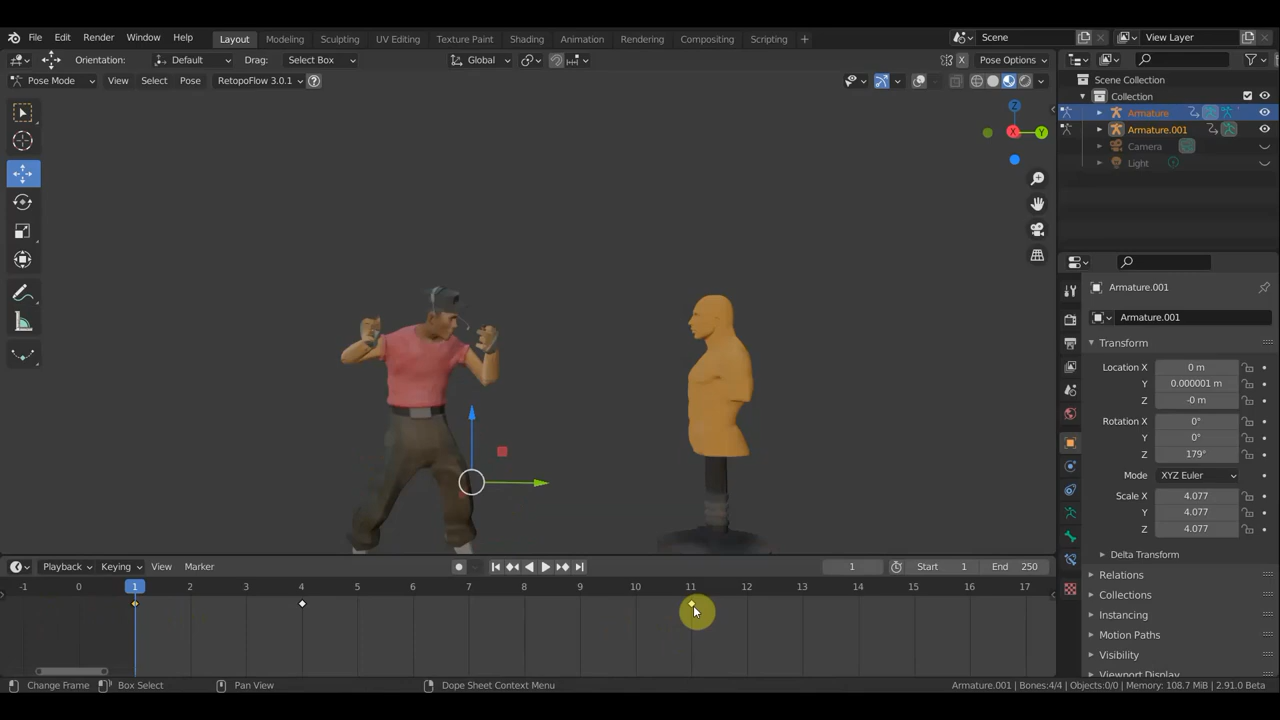 File Edit Render Window Help Layout Modeling Sculpting UV Editing Texture Paint Shading Animation Rendering Compositing Scripting + Scene View Layer
Orientation: Default Drag: Select Box Global X Pose Options
Pose Mode View Select Pose RetopoFlow 3.0.1 ?
Scene Collection
Collection
Armature
Armature.001
Camera
Light
Z
X
Y
Armature.001
Armature.001
Transform
Location X 0 m
Y 0.000001 m
Z -0 m
Rotation X 0°
Y 0°
Z 179°
Mode XYZ Euler
Scale X 4.077
Y 4.077
Z 4.077
Delta Transform
Relations
Collections
Instancing
Motion Paths
Visibility
Viewport Display
Playback Keying View Marker 1 Start 1 End 250
-1 0 1 2 3 4 5 6 7 8 9 10 11 12 13 14 15 16 17
Change Frame Box Select Pan View Dope Sheet Context Menu Armature.001 | Bones:4/4 | Objects:0/0 | Memory: 108.7 MiB | 2.91.0 Beta